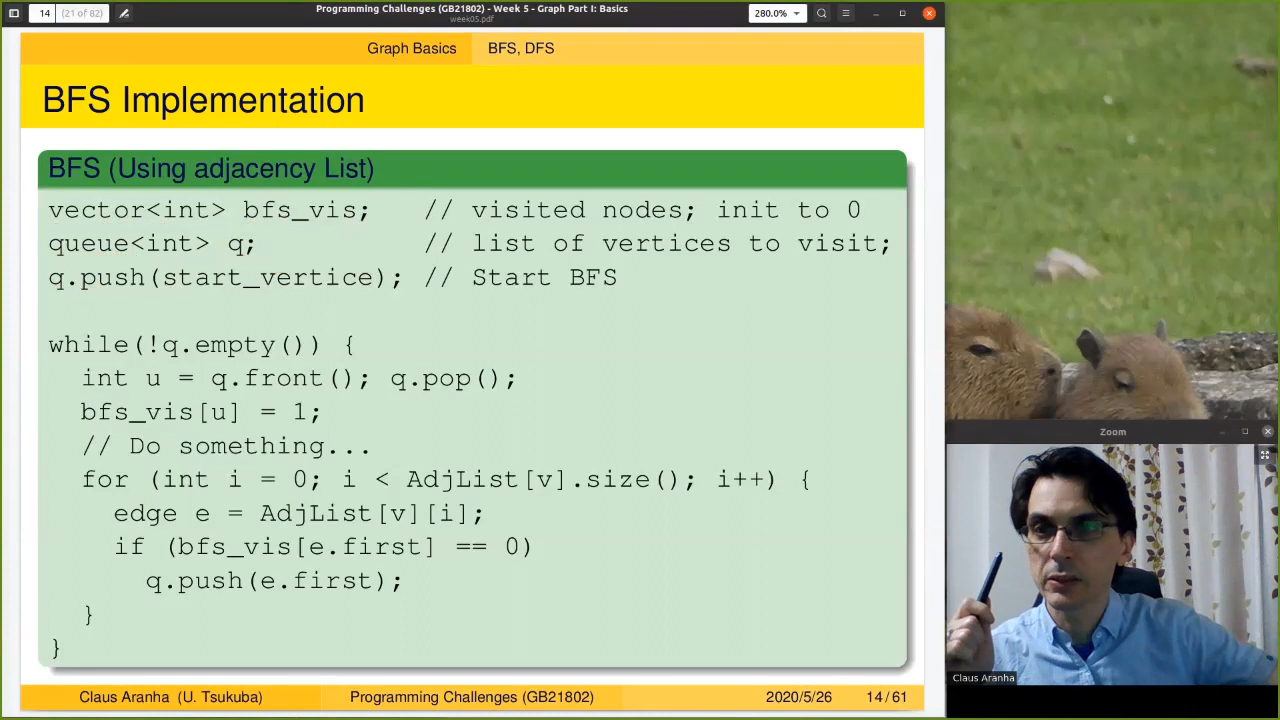 Programming Challenges (GB21802) - Week 5 - Graph Part I: Basics
week05.pdf
14 (21 of 82)
280.0%
Graph Basics BFS, DFS
BFS Implementation
BFS (Using adjacency List)
vector<int> bfs_vis; // visited nodes; init to 0
queue<int> q; // list of vertices to visit;
q.push(start_vertice); // Start BFS
while(!q.empty()) {
int u = q.front(); q.pop();
bfs_vis[u] = 1;
// Do something...
for (int i = 0; i < AdjList[v].size(); i++) {
edge e = AdjList[v][i];
if (bfs_vis[e.first] == 0)
q.push(e.first);
}
}
Claus Aranha (U. Tsukuba) Programming Challenges (GB21802) 2020/5/26 14 / 61
Zoom
Claus Aranha